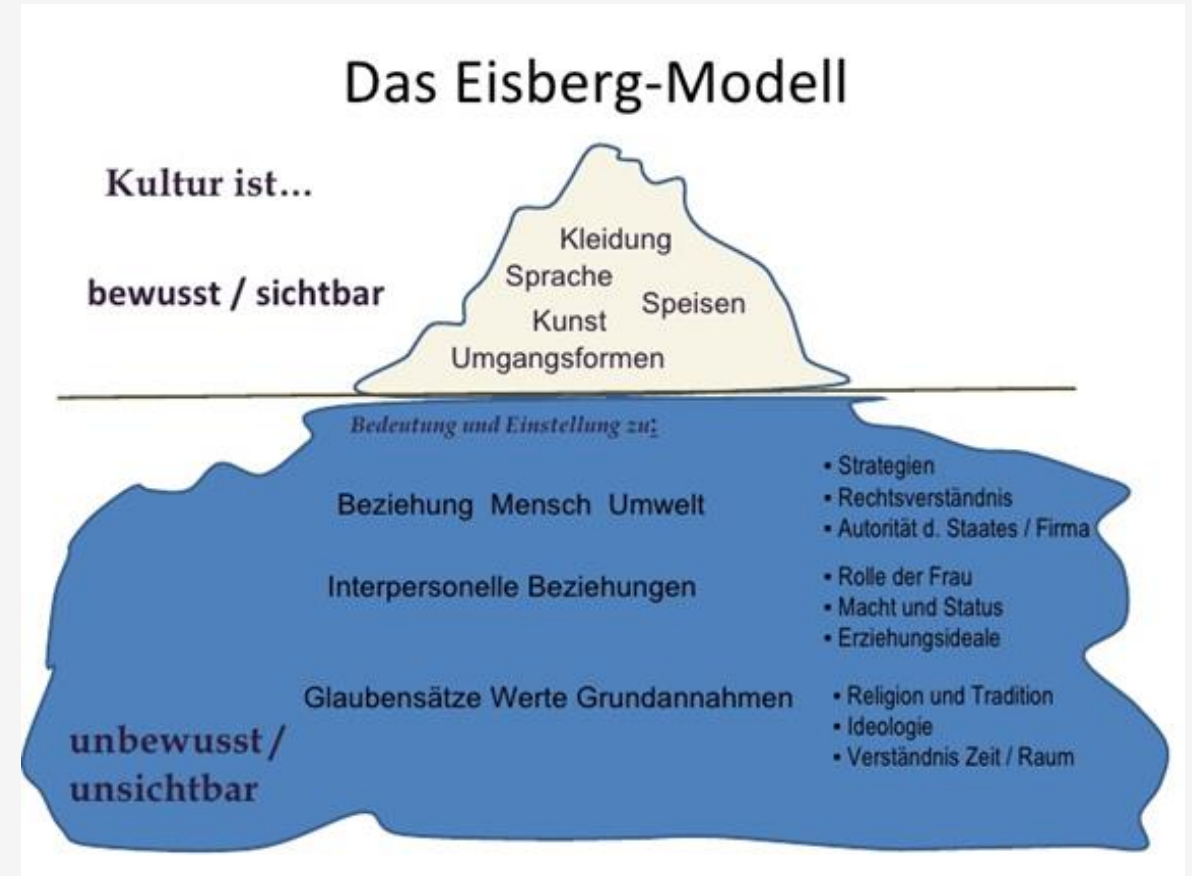 Das Eisberg-Modell
Kultur ist...
bewusst / sichtbar
Kleidung
Sprache
Speisen
Kunst
Umgangsformen
Bedeutung und Einstellung zu:
Beziehung Mensch Umwelt
▪ Strategien
▪ Rechtsverständnis
▪ Autorität d. Staates / Firma
Interpersonelle Beziehungen
▪ Rolle der Frau
▪ Macht und Status
▪ Erziehungsideale
Glaubensätze Werte Grundannahmen
▪ Religion und Tradition
▪ Ideologie
▪ Verständnis Zeit / Raum
unbewusst /
unsichtbar